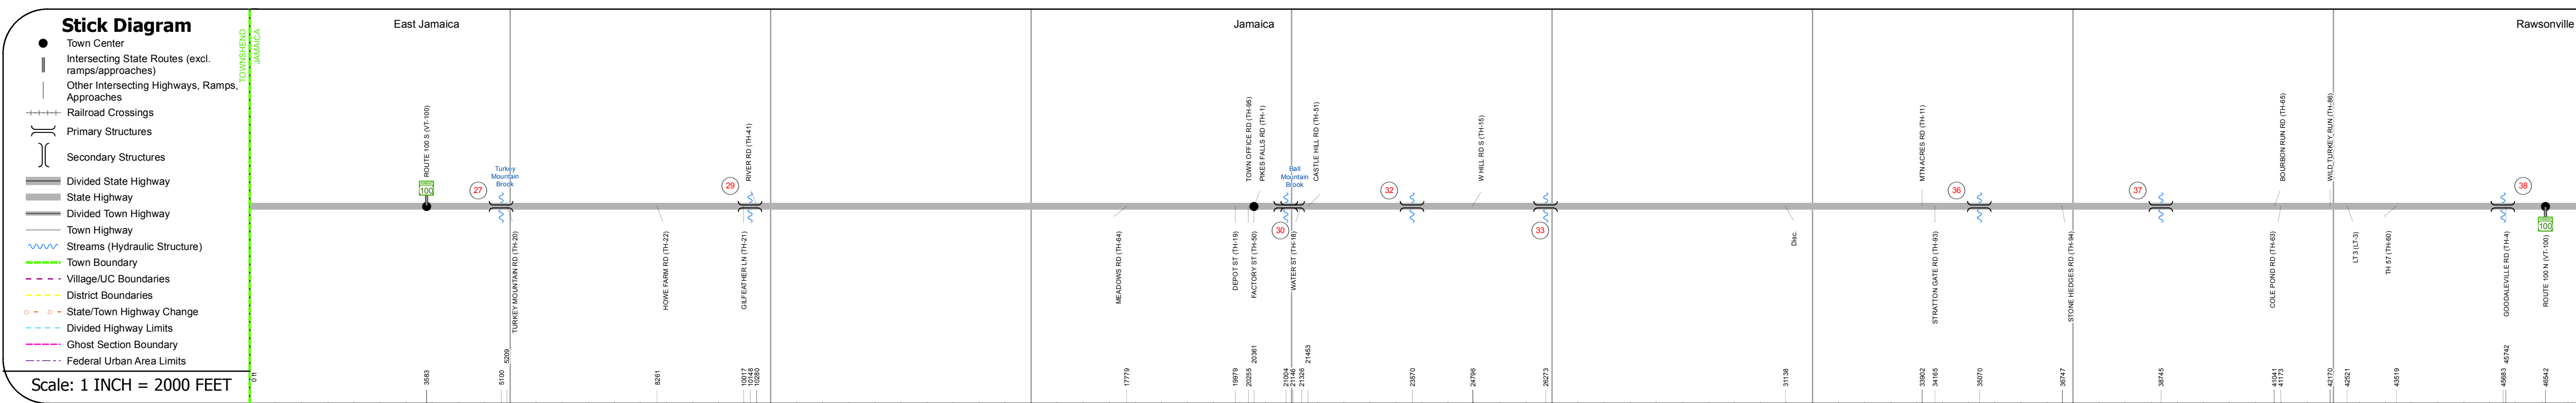 Stick Diagram
Town Center
Intersecting State Routes (excl.
ramps/approaches)
Other Intersecting Highways, Ramps,
Approaches
Railroad Crossings
Primary Structures
Secondary Structures
Divided State Highway
State Highway
Divided Town Highway
Town Highway
Streams (Hydraulic Structure)
Town Boundary
Village/UC Boundaries
District Boundaries
State/Town Highway Change
Divided Highway Limits
Ghost Section Boundary
Federal Urban Area Limits
Scale: 1 INCH = 2000 FEET
TOWNSHEND
JAMAICA
East Jamaica
Jamaica
Rawsonville
ROUTE 100 S (VT-100)
100
27
Turkey
Mountain
Brook
TURKEY MOUNTAIN RD (TH-20)
HOWE FARM RD (TH-22)
29
RIVER RD (TH-41)
GILFEATHER LN (TH-21)
MEADOWS RD (TH-64)
DEPOT ST (TH-19)
TOWN OFFICE RD (TH-95)
PIKES FALLS RD (TH-1)
FACTORY ST (TH-50)
30
Ball
Mountain
Brook
WATER ST (TH-18)
CASTLE HILL RD (TH-51)
32
W HILL RD S (TH-15)
33
Disc.
MTN ACRES RD (TH-11)
STRATTON GATE RD (TH-93)
36
STONE HEDGES RD (TH-94)
37
COLE POND RD (TH-63)
BOURBON RUN RD (TH-65)
WILD TURKEY RUN (TH-86)
LT 3 (LT-3)
TH 57 (TH-60)
GOODALEVILLE RD (TH-4)
38
100
ROUTE 100 N (VT-100)
0 ft
3583
5100
5209
8261
10017
10148
10280
17779
19979
20255
20361
21004
21146
21326
21453
23570
24796
26273
31138
33902
34165
35070
36747
38745
41041
41173
42170
42521
43519
45683
45742
46542